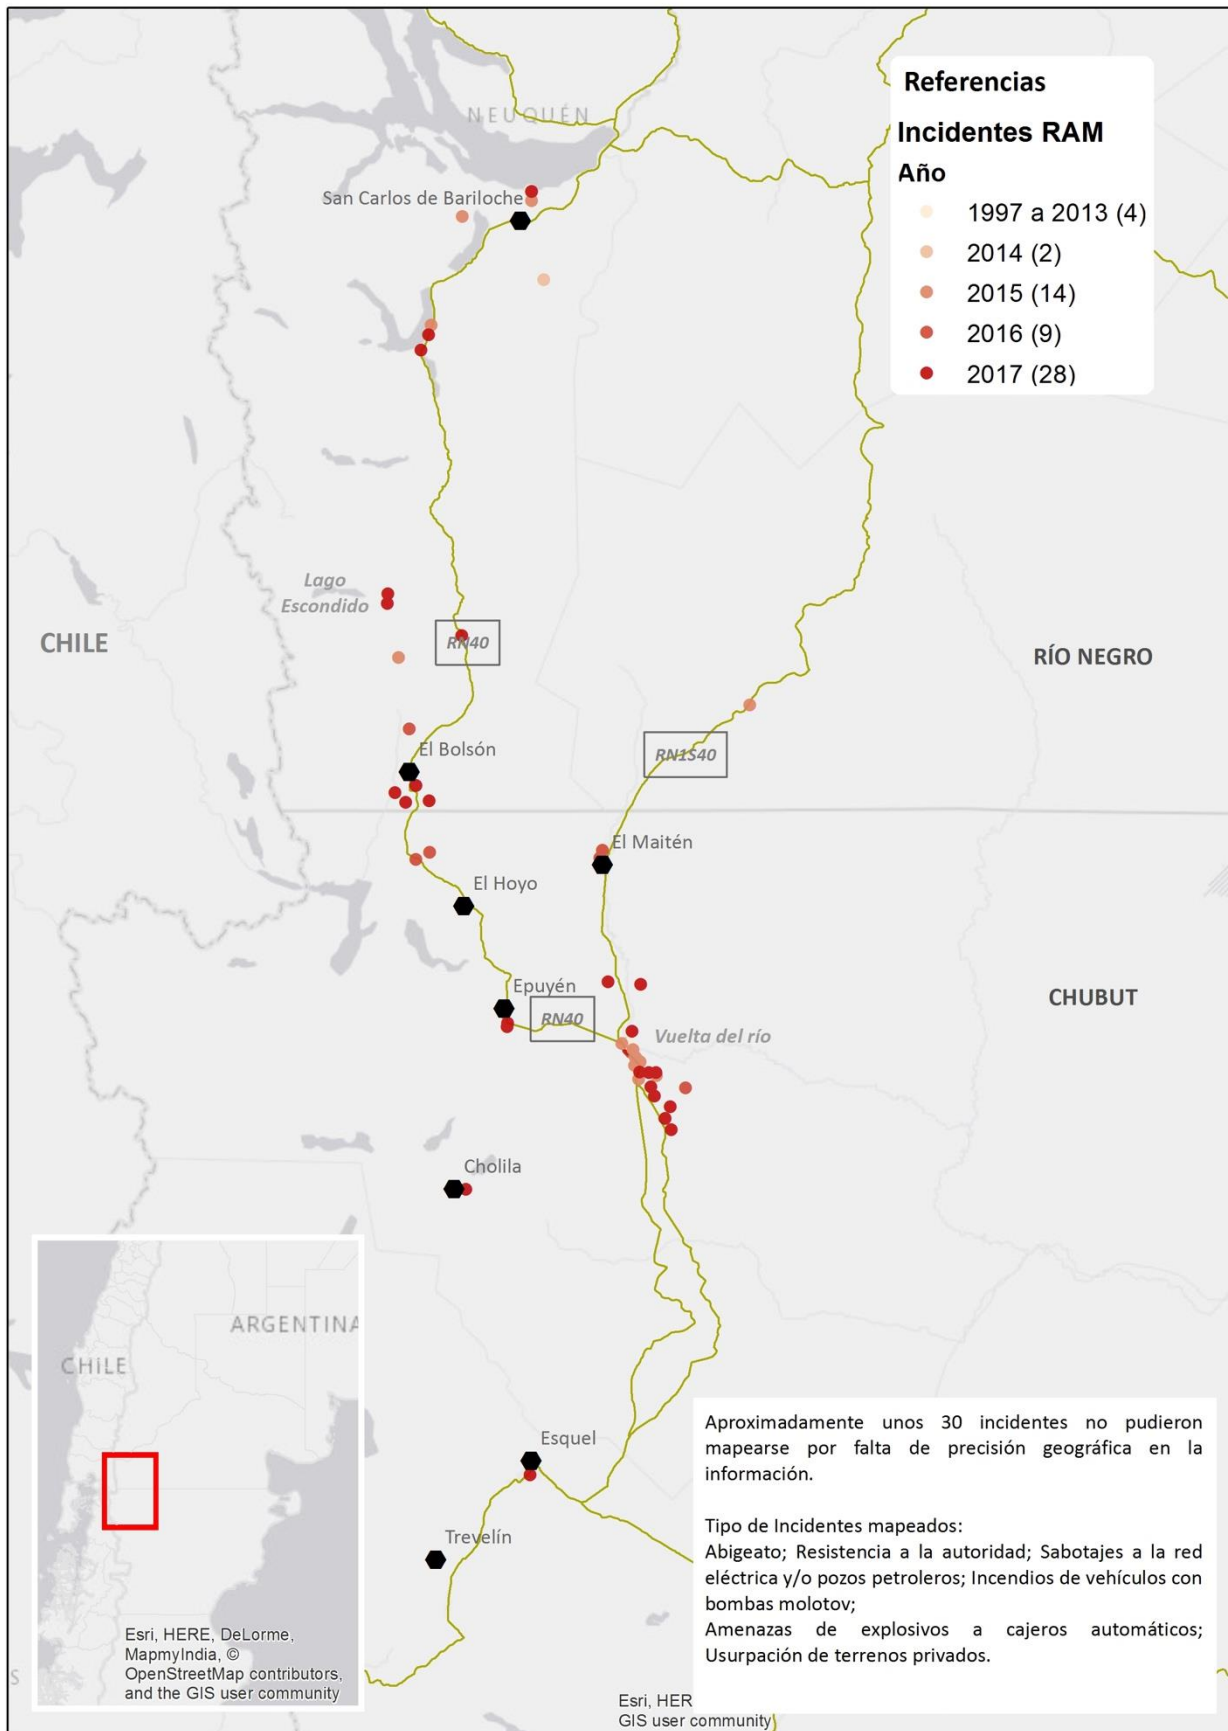 NEUQUÉN
Referencias
Incidentes RAM
Año
1997 a 2013 (4)
2014 (2)
2015 (14)
2016 (9)
2017 (28)
San Carlos de Bariloche
Lago
Escondido
CHILE
RN40
RÍO NEGRO
El Bolsón
RN1S40
El Maitén
El Hoyo
Epuyén
RN40
CHUBUT
Vuelta del río
Cholila
ARGENTINA
CHILE
Esquel
Trevelín
Aproximadamente unos 30 incidentes no pudieron
mapearse por falta de precisión geográfica en la
información.
Tipo de Incidentes mapeados:
Abigeato; Resistencia a la autoridad; Sabotajes a la red
eléctrica y/o pozos petroleros; Incendios de vehículos con
bombas molotov;
Amenazas de explosivos a cajeros automáticos;
Usurpación de terrenos privados.
Esri, HERE, DeLorme,
MapmyIndia, ©
OpenStreetMap contributors,
and the GIS user community
Esri, HER
GIS user community